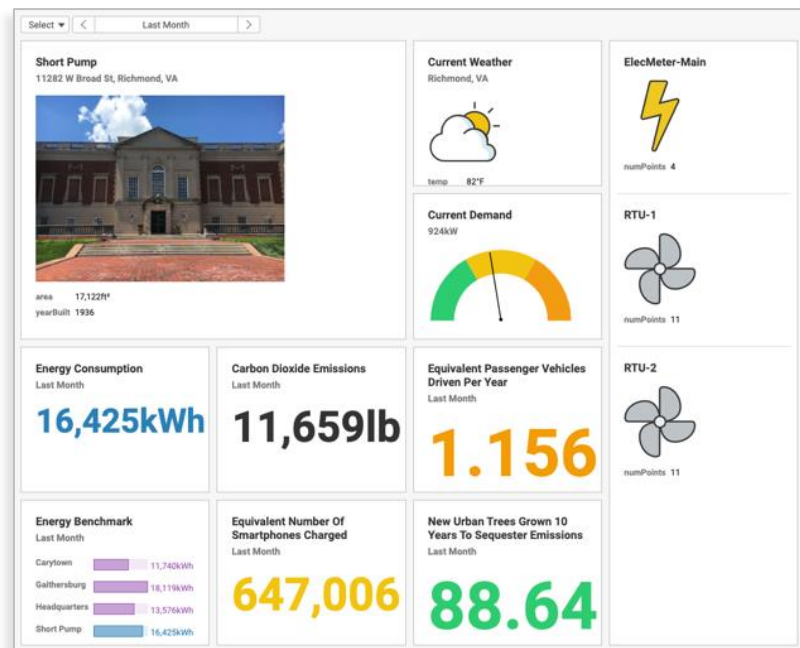 Select
Last Month
Short Pump
11282 W Broad St, Richmond, VA
area 17,122ft²
yearBuilt 1936
Current Weather
Richmond, VA
temp 82°F
Current Demand
924kW
ElecMeter-Main
numPoints 4
RTU-1
numPoints 11
RTU-2
numPoints 11
Energy Consumption
Last Month
16,425kWh
Carbon Dioxide Emissions
Last Month
11,659lb
Equivalent Passenger Vehicles
Driven Per Year
Last Month
1.156
Energy Benchmark
Last Month
Carytown 11,740kWh
Gaithersburg 18,119kWh
Headquarters 13,576kWh
Short Pump 16,425kWh
Equivalent Number Of
Smartphones Charged
Last Month
647,006
New Urban Trees Grown 10
Years To Sequester Emissions
Last Month
88.64